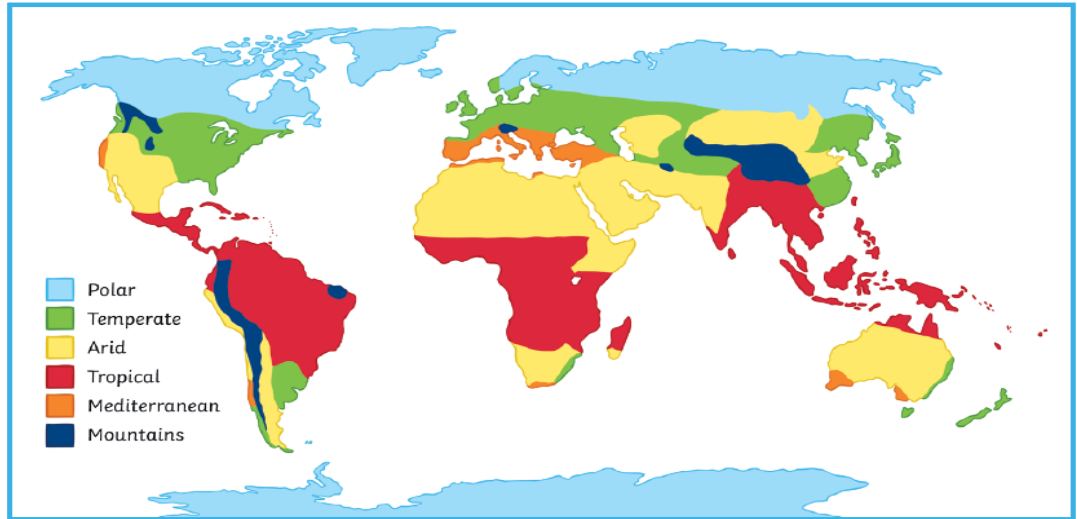 Polar
Temperate
Arid
Tropical
Mediterranean
Mountains